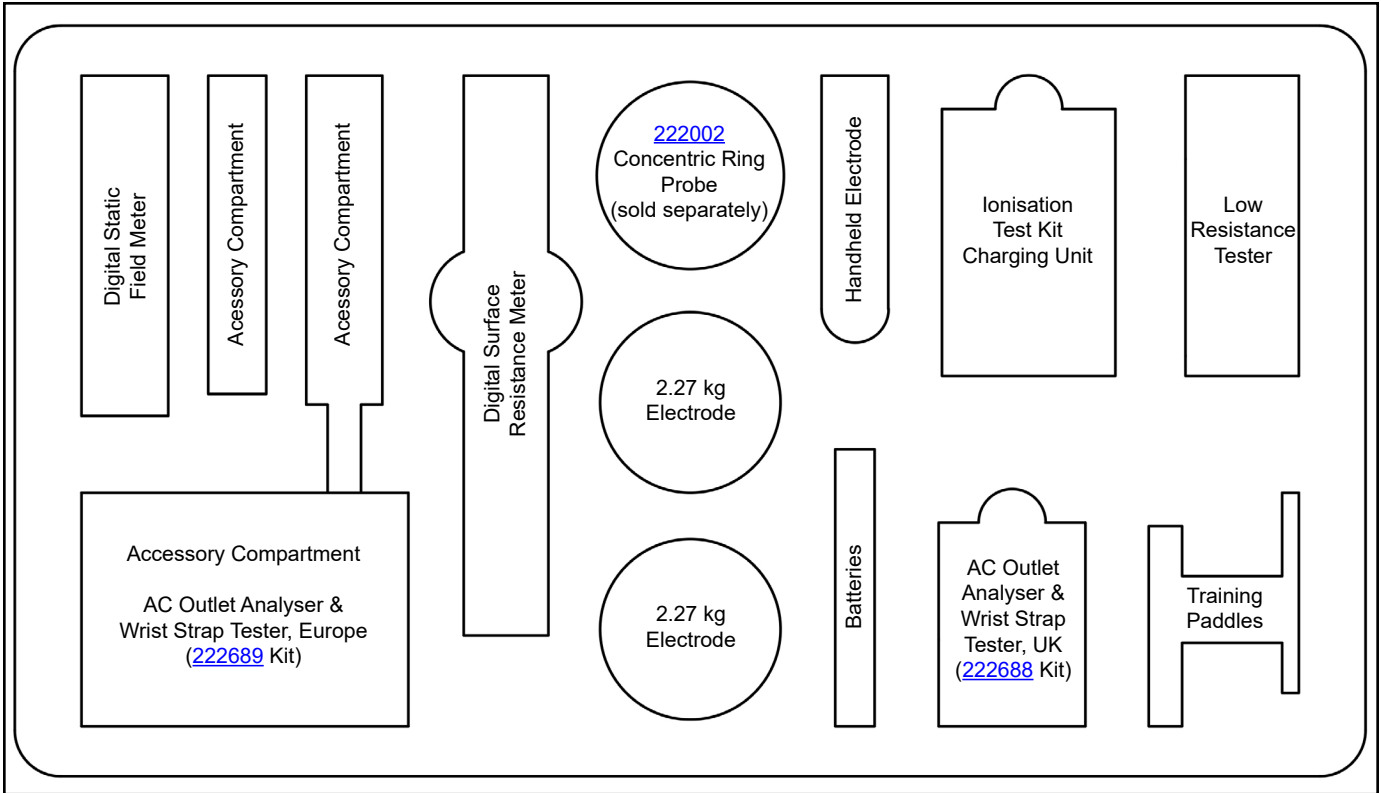 Digital Static
Field Meter
Acessory Compartment
Acessory Compartment
Digital Surface
Resistance Meter
222002
Concentric Ring
Probe
(sold separately)
Handheld Electrode
Ionisation
Test Kit
Charging Unit
Low
Resistance
Tester
2.27 kg
Electrode
Accessory Compartment
AC Outlet Analyser &
Wrist Strap Tester, Europe
(222689 Kit)
2.27 kg
Electrode
Batteries
AC Outlet
Analyser &
Wrist Strap
Tester, UK
(222688 Kit)
Training
Paddles